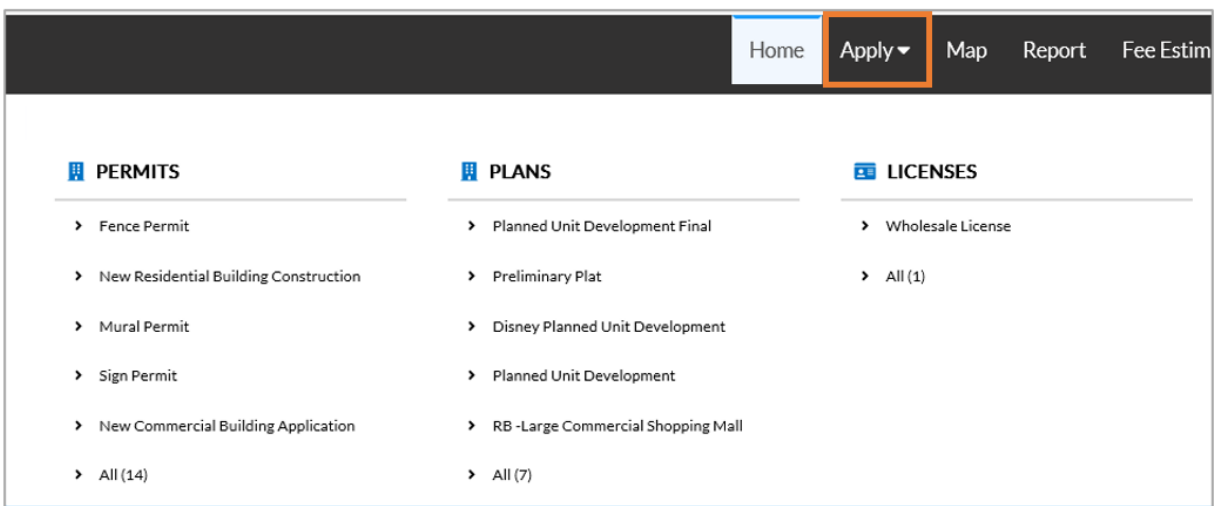 Home Apply Map Report Fee Estim
PERMITS
Fence Permit
New Residential Building Construction
Mural Permit
Sign Permit
New Commercial Building Application
All (14)
PLANS
Planned Unit Development Final
Preliminary Plat
Disney Planned Unit Development
Planned Unit Development
RB -Large Commercial Shopping Mall
All (7)
LICENSES
Wholesale License
All (1)